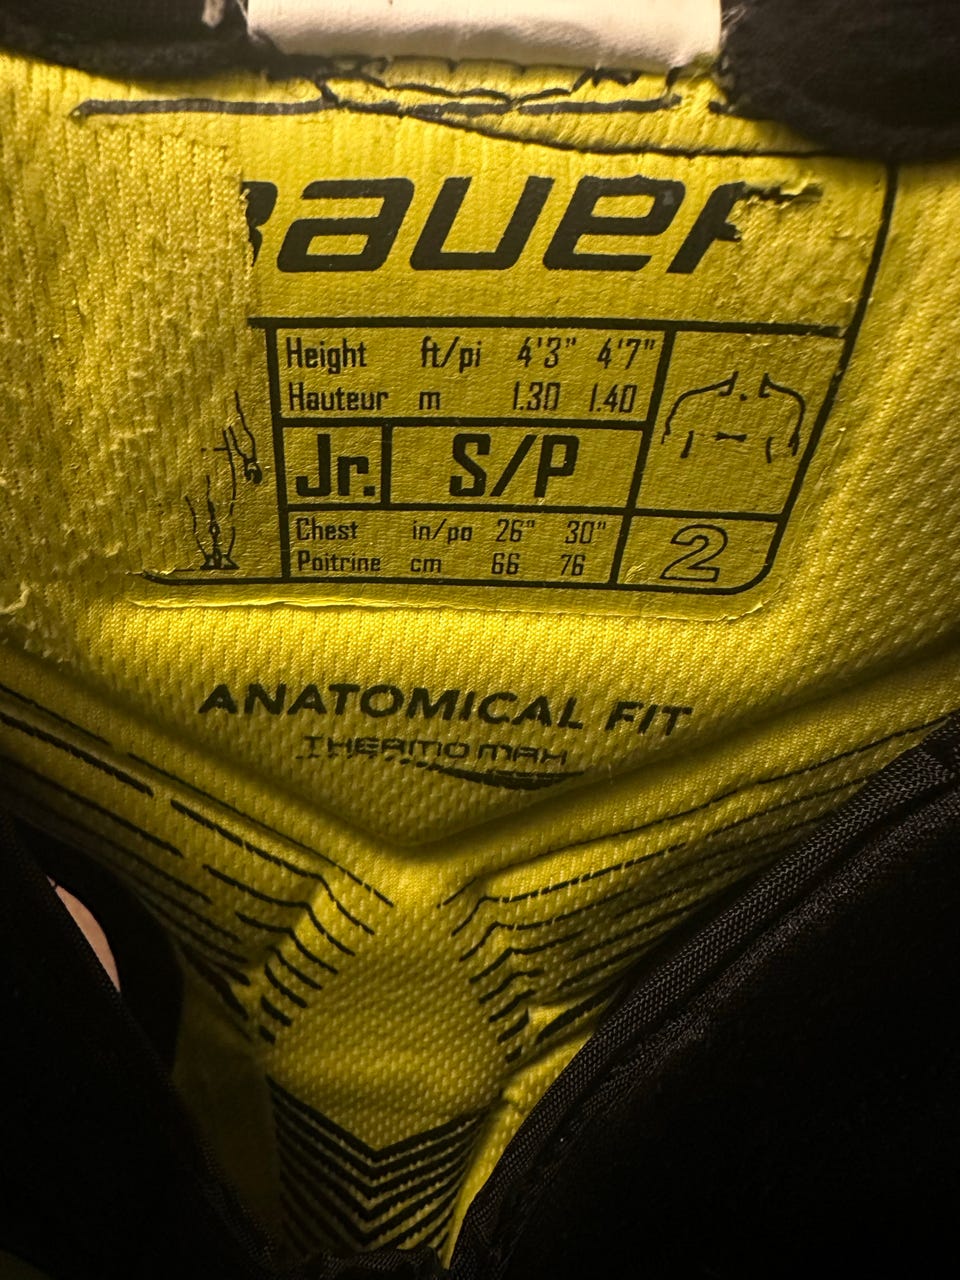 BAUER
Height ft/pi 4'3" 4'7"
Hauteur m 1.30 1.40
Jr. S/P
Chest in/po 26" 30"
Poitrine cm 66 76
2
ANATOMICAL FIT
THERMO MAX